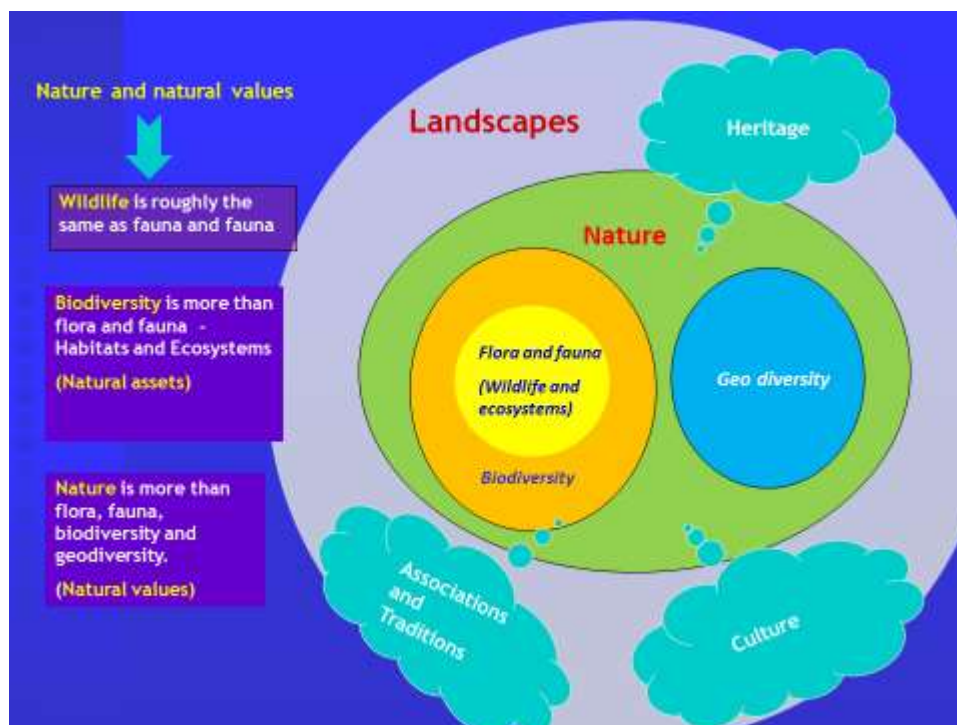 Nature and natural values
Wildlife is roughly the
same as fauna and fauna
Biodiversity is more than
flora and fauna -
Habitats and Ecosystems
(Natural assets)
Nature is more than
flora, fauna,
biodiversity and
geodiversity.
(Natural values)
Landscapes
Heritage
Nature
Flora and fauna
(Wildlife and
ecosystems)
Biodiversity
Geo diversity
Associations
and
Traditions
Culture